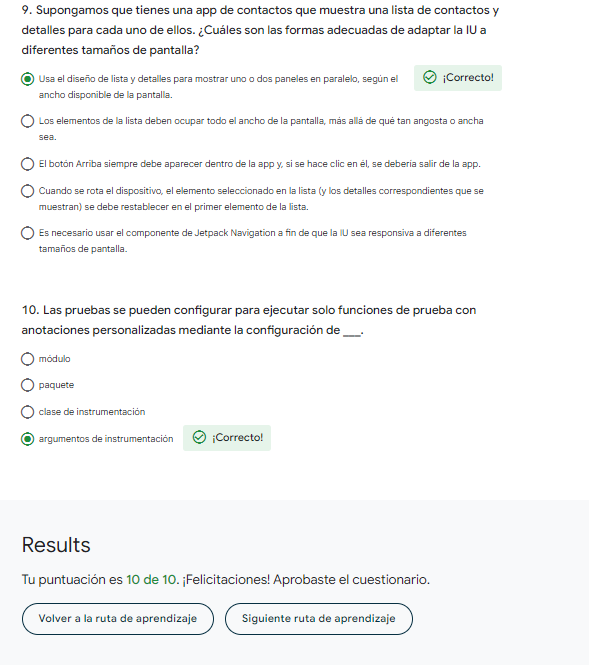 9. Supongamos que tienes una app de contactos que muestra una lista de contactos y
detalles para cada uno de ellos. ¿Cuáles son las formas adecuadas de adaptar la IU a
diferentes tamaños de pantalla?
Usa el diseño de lista y detalles para mostrar uno o dos paneles en paralelo, según el
ancho disponible de la pantalla.
¡Correcto!
Los elementos de la lista deben ocupar todo el ancho de la pantalla, más allá de qué tan angosta o ancha
sea.
El botón Arriba siempre debe aparecer dentro de la app y, si se hace clic en él, se debería salir de la app.
Cuando se rota el dispositivo, el elemento seleccionado en la lista (y los detalles correspondientes que se
muestran) se debe restablecer en el primer elemento de la lista.
Es necesario usar el componente de Jetpack Navigation a fin de que la IU sea responsiva a diferentes
tamaños de pantalla.
10. Las pruebas se pueden configurar para ejecutar solo funciones de prueba con
anotaciones personalizadas mediante la configuración de ___.
módulo
paquete
clase de instrumentación
argumentos de instrumentación
¡Correcto!
Results
Tu puntuación es 10 de 10. ¡Felicitaciones! Aprobaste el cuestionario.
Volver a la ruta de aprendizaje
Siguiente ruta de aprendizaje